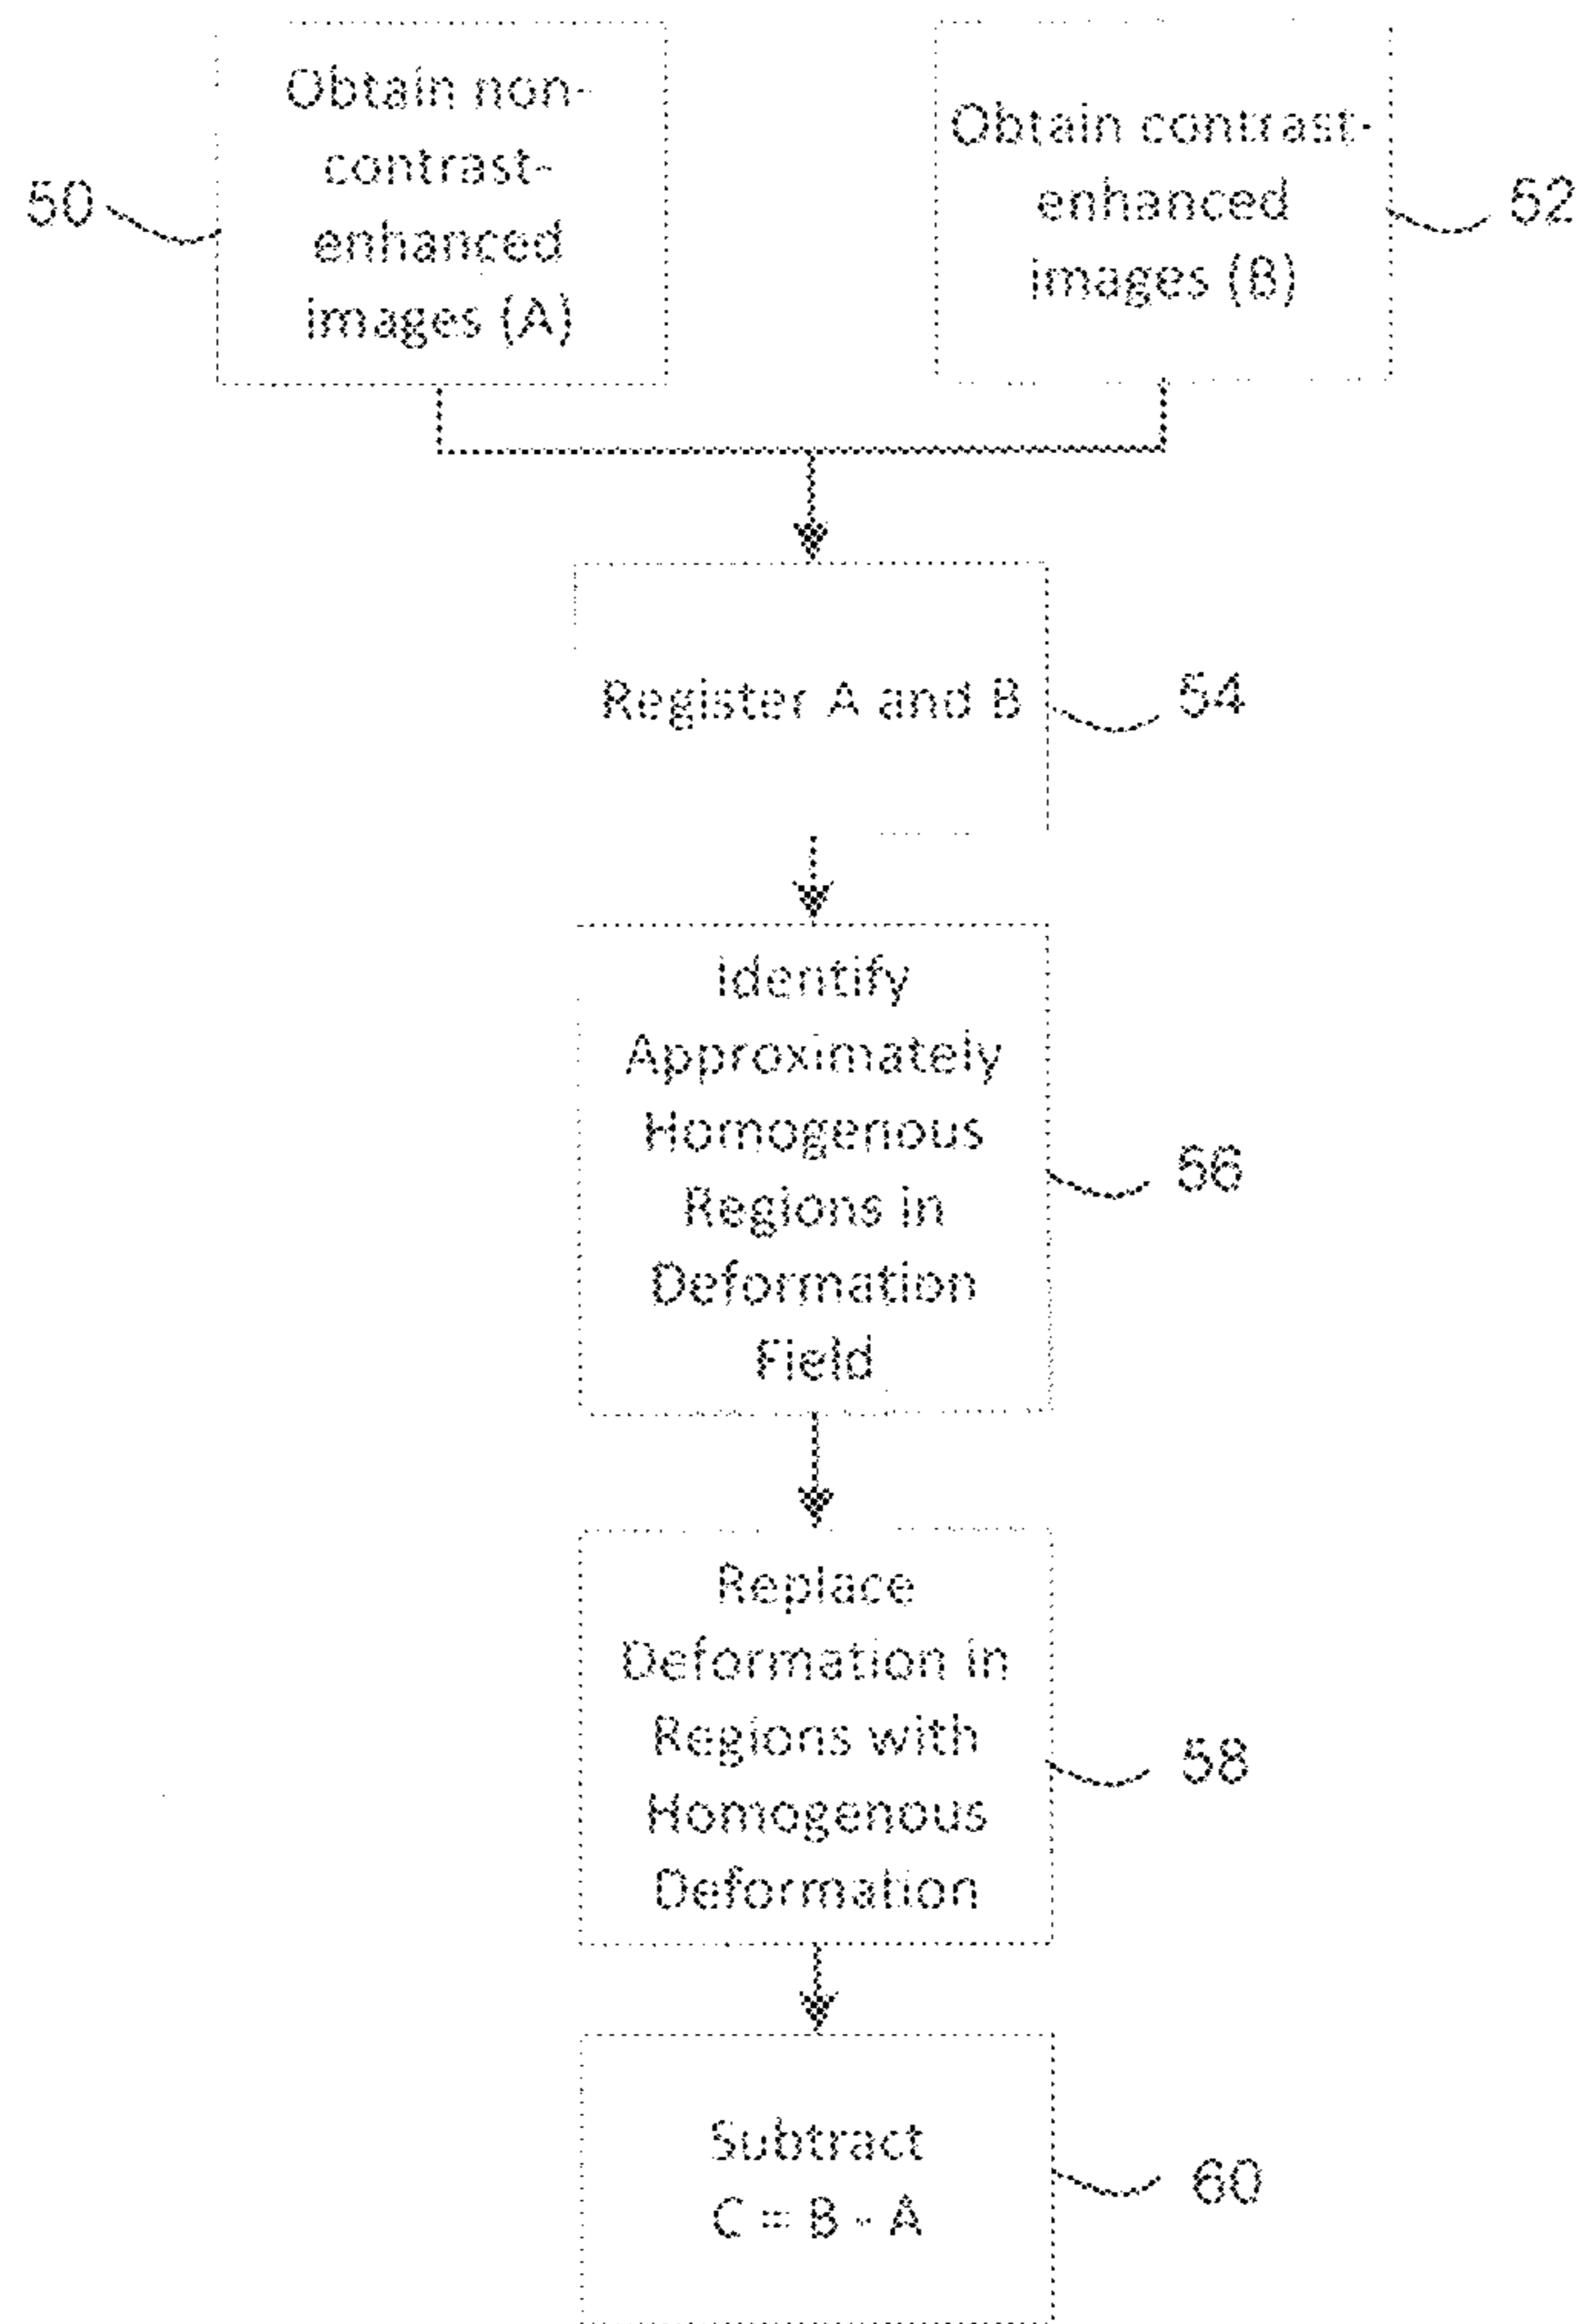 Obtain non-
contrast-
enhanced
images (A)
50
Obtain contrast-
enhanced
images (B)
52
Register A and B
54
Identify
Approximately
Homogenous
Regions in
Deformation
Field
56
Replace
Deformation in
Regions with
Homogenous
Deformation
58
Subtract
C = B - A
60